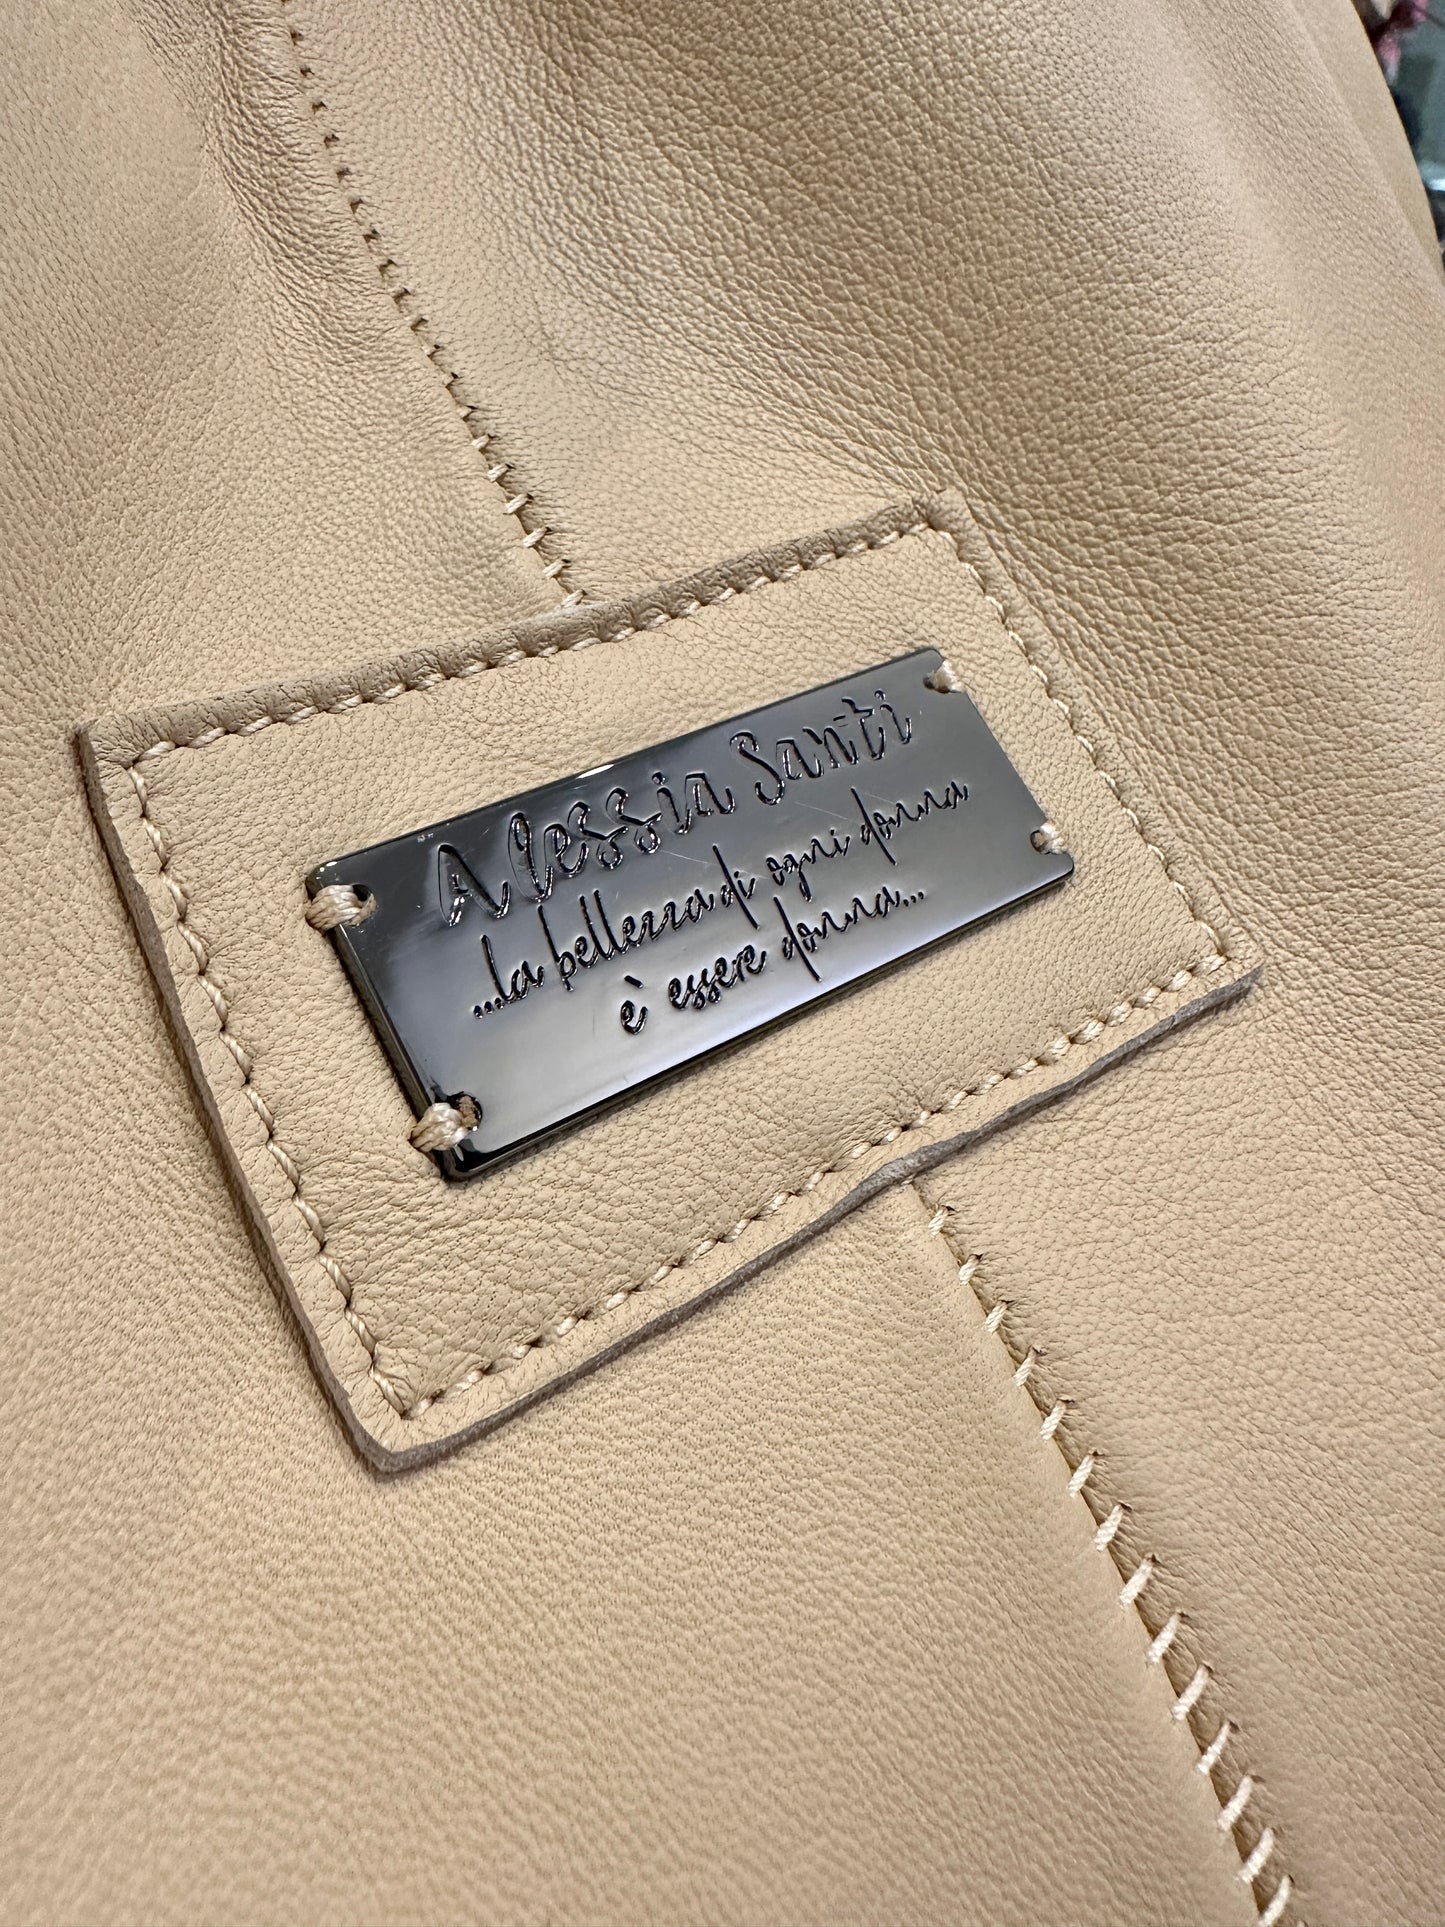 Alessia Santi
...la bellezza di ogni donna
è essere donna...